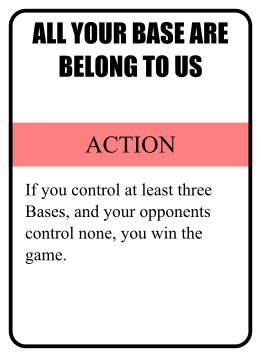 ALL YOUR BASE ARE
BELONG TO US
ACTION
If you control at least three
Bases, and your opponents
control none, you win the
game.